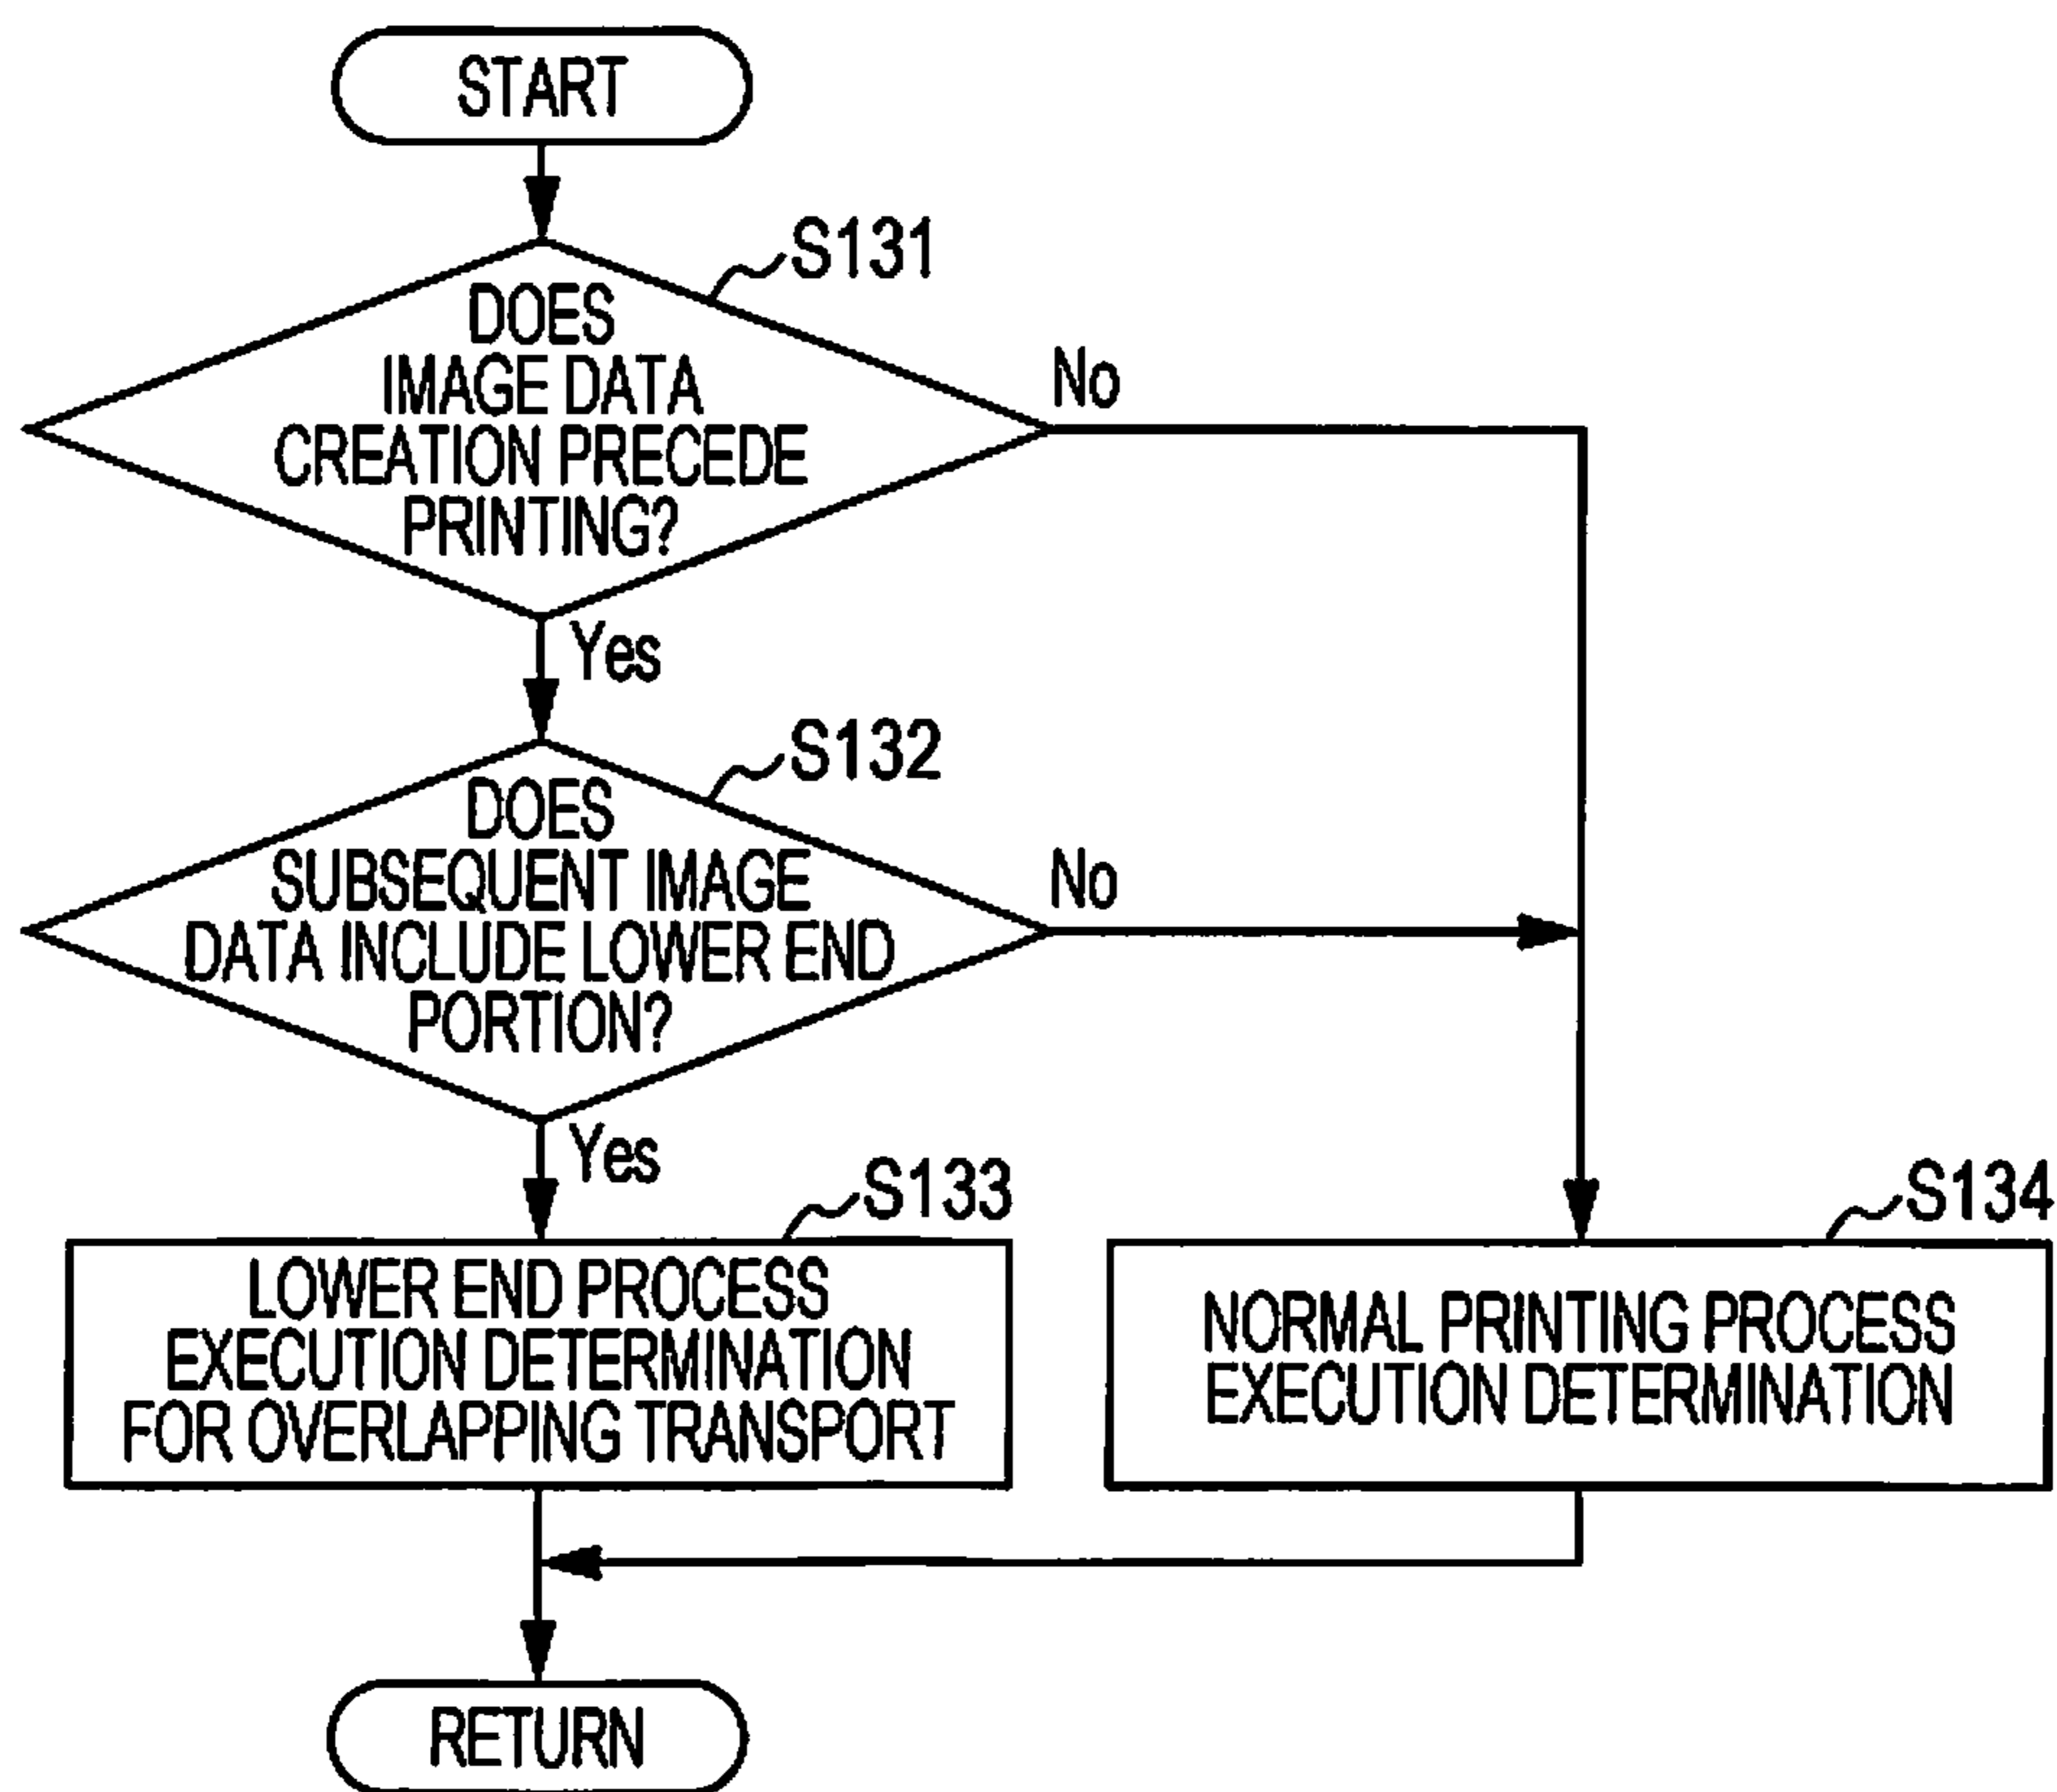 START
S131
DOES
IMAGE DATA
CREATION PRECEDE
PRINTING?
No
Yes
S132
DOES
SUBSEQUENT IMAGE
DATA INCLUDE LOWER END
PORTION?
No
Yes
S133
LOWER END PROCESS
EXECUTION DETERMINATION
FOR OVERLAPPING TRANSPORT
S134
NORMAL PRINTING PROCESS
EXECUTION DETERMINATION
RETURN